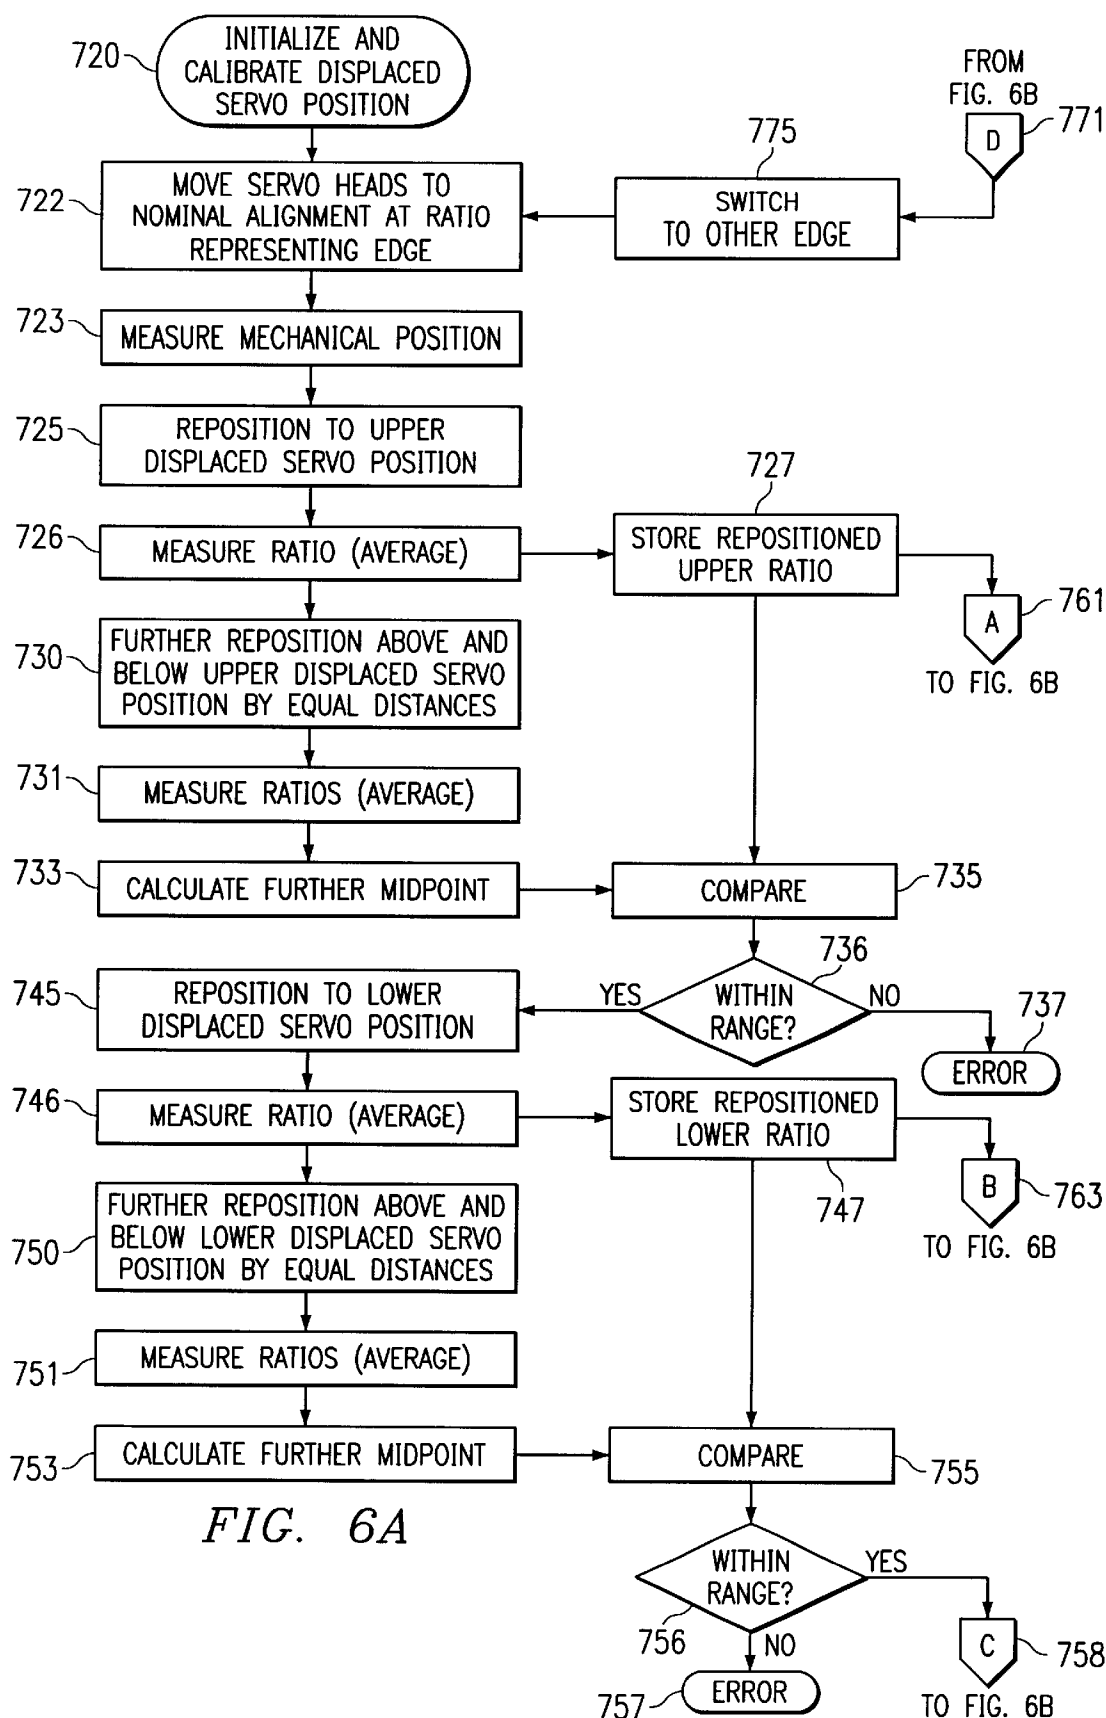 720
INITIALIZE AND
CALIBRATE DISPLACED
SERVO POSITION
FROM
FIG. 6B
D
771
775
SWITCH
TO OTHER EDGE
722
MOVE SERVO HEADS TO
NOMINAL ALIGNMENT AT RATIO
REPRESENTING EDGE
723
MEASURE MECHANICAL POSITION
725
REPOSITION TO UPPER
DISPLACED SERVO POSITION
726
MEASURE RATIO (AVERAGE)
727
STORE REPOSITIONED
UPPER RATIO
A
761
TO FIG. 6B
730
FURTHER REPOSITION ABOVE AND
BELOW UPPER DISPLACED SERVO
POSITION BY EQUAL DISTANCES
731
MEASURE RATIOS (AVERAGE)
733
CALCULATE FURTHER MIDPOINT
COMPARE
735
736
WITHIN
RANGE?
YES
NO
737
ERROR
745
REPOSITION TO LOWER
DISPLACED SERVO POSITION
746
MEASURE RATIO (AVERAGE)
STORE REPOSITIONED
LOWER RATIO
747
B
763
TO FIG. 6B
750
FURTHER REPOSITION ABOVE AND
BELOW LOWER DISPLACED SERVO
POSITION BY EQUAL DISTANCES
751
MEASURE RATIOS (AVERAGE)
753
CALCULATE FURTHER MIDPOINT
COMPARE
755
FIG. 6A
WITHIN
RANGE?
YES
756
NO
C
758
TO FIG. 6B
757
ERROR